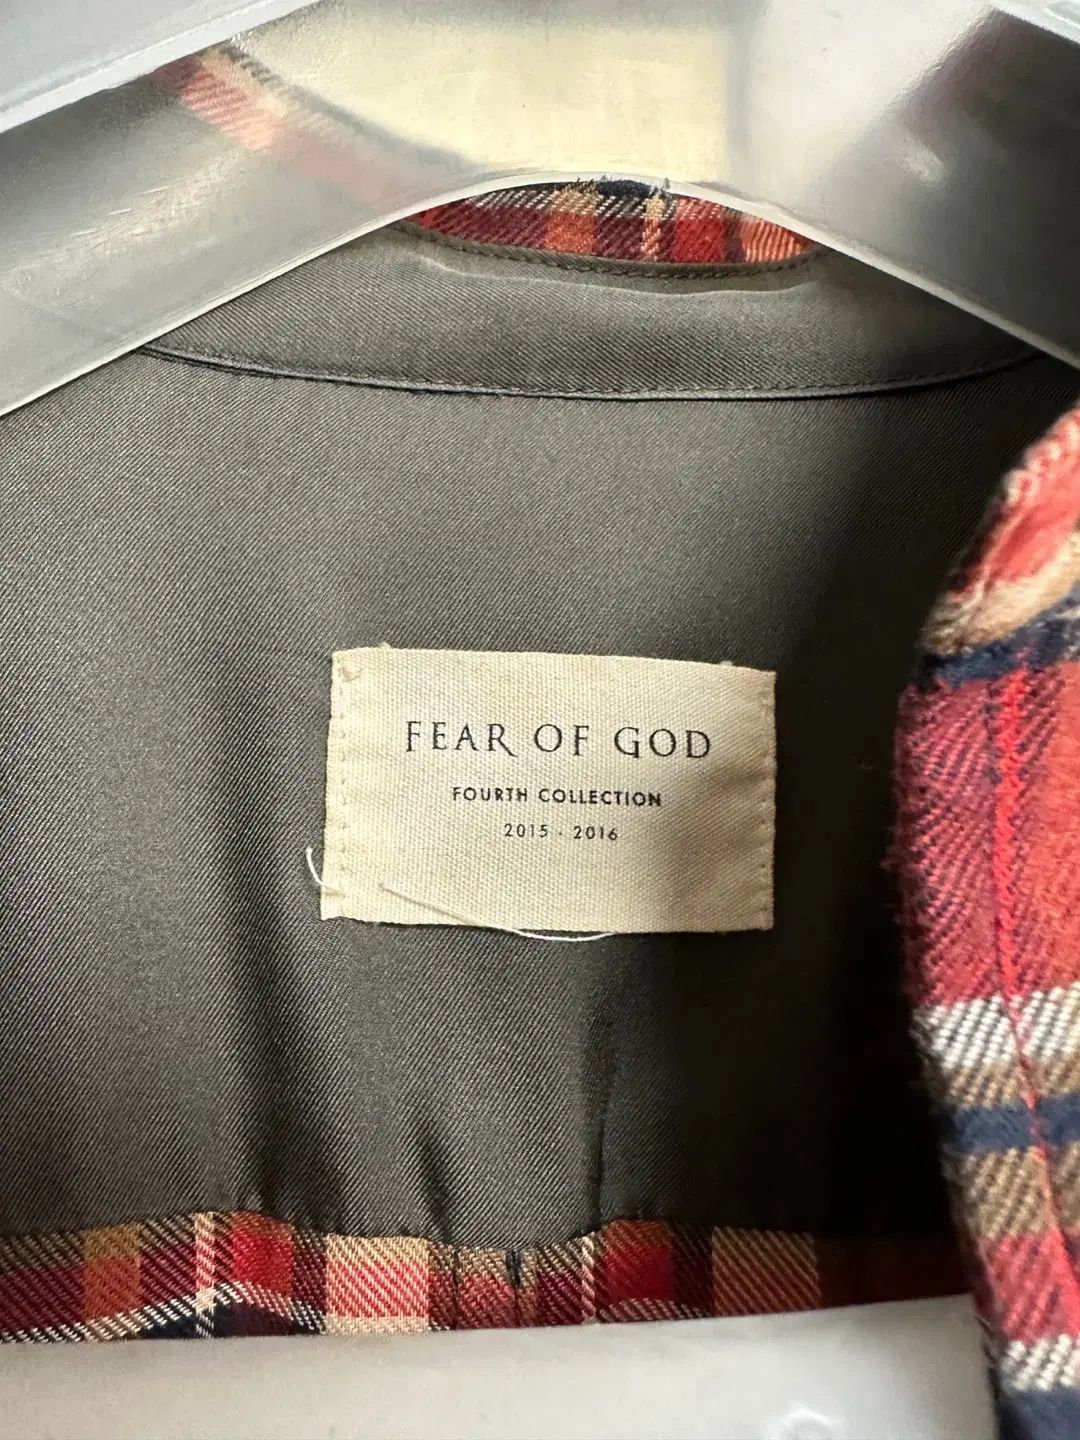 FEAR OF GOD
FOURTH COLLECTION
2015 - 2016